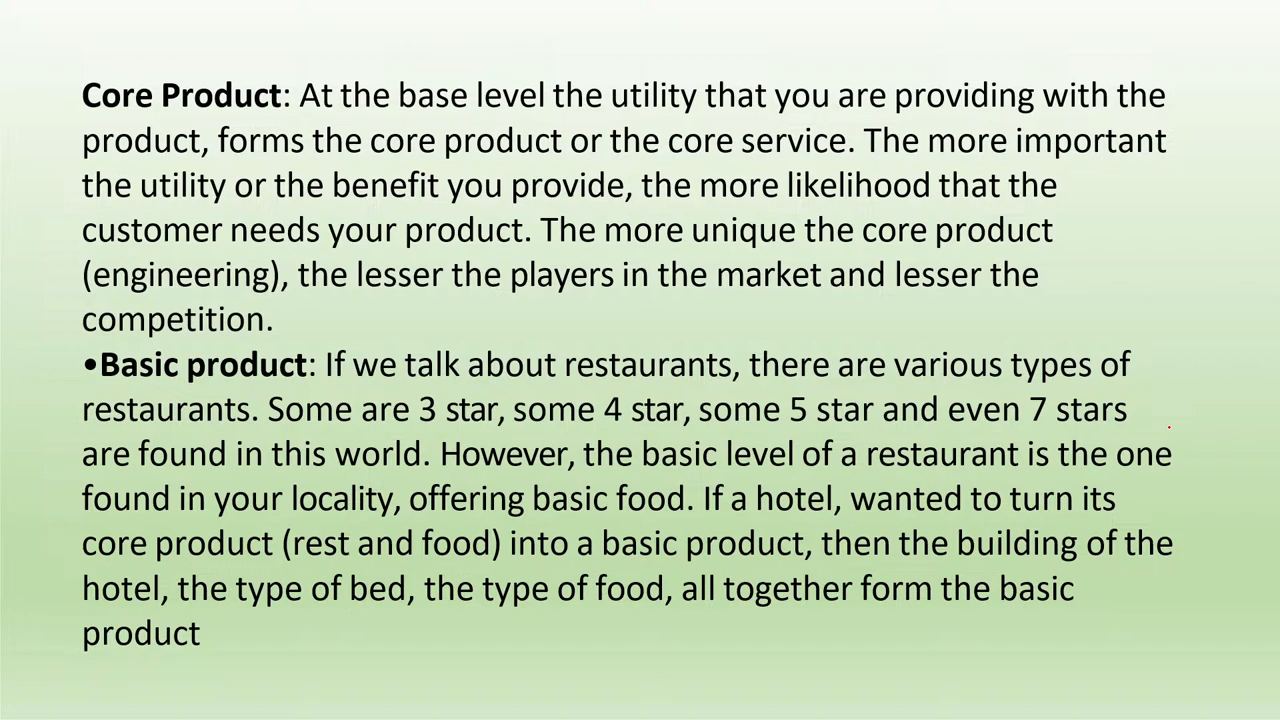 Core Product: At the base level the utility that you are providing with the
product, forms the core product or the core service. The more important
the utility or the benefit you provide, the more likelihood that the
customer needs your product. The more unique the core product
(engineering), the lesser the players in the market and lesser the
competition.
•Basic product: If we talk about restaurants, there are various types of
restaurants. Some are 3 star, some 4 star, some 5 star and even 7 stars
are found in this world. However, the basic level of a restaurant is the one
found in your locality, offering basic food. If a hotel, wanted to turn its
core product (rest and food) into a basic product, then the building of the
hotel, the type of bed, the type of food, all together form the basic
product